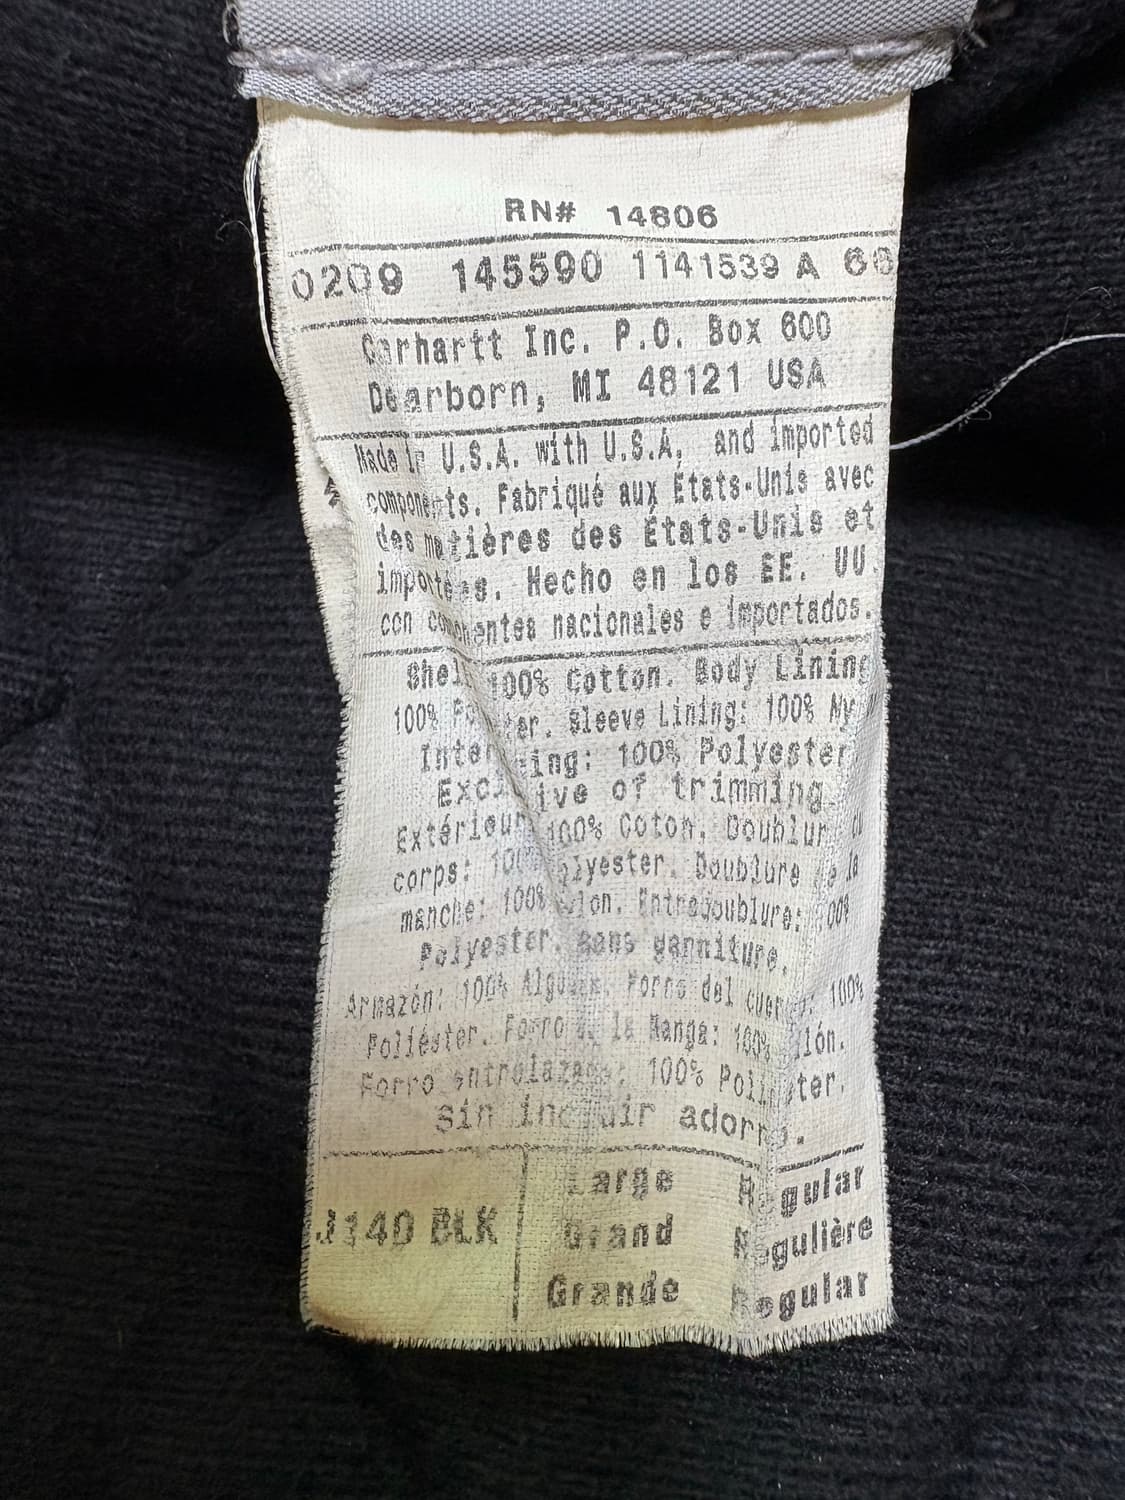 RN# 14806
0209 145590 1141539 A 66
Carhartt Inc. P.O. Box 600
Dearborn, MI 48121 USA
Made in U.S.A. with U.S.A. and imported
components. Fabriqué aux États-Unis avec
des matières des États-Unis et
importées. Hecho en los EE. UU.
con componentes nacionales e importados.
Shell 100% Cotton. Body Lining
100% Polyester. Sleeve Lining: 100% Ny
Interlining: 100% Polyester
Exclusive of trimming.
Extérieur 100% Coton. Doublure du
corps: 100% Polyester. Doublure de la
manche: 100% Nylon. Entredoublure: 100%
Polyester. sans garniture.
Armazón: 100% Forro del cuerpo: 100%
Poliéster. Forro de la Manga: 100% Nilón.
Forro 100% Poliéster.
sin incluir adorno.
J140 BLK
Large Regular
Grand Regulière
Grande Regular